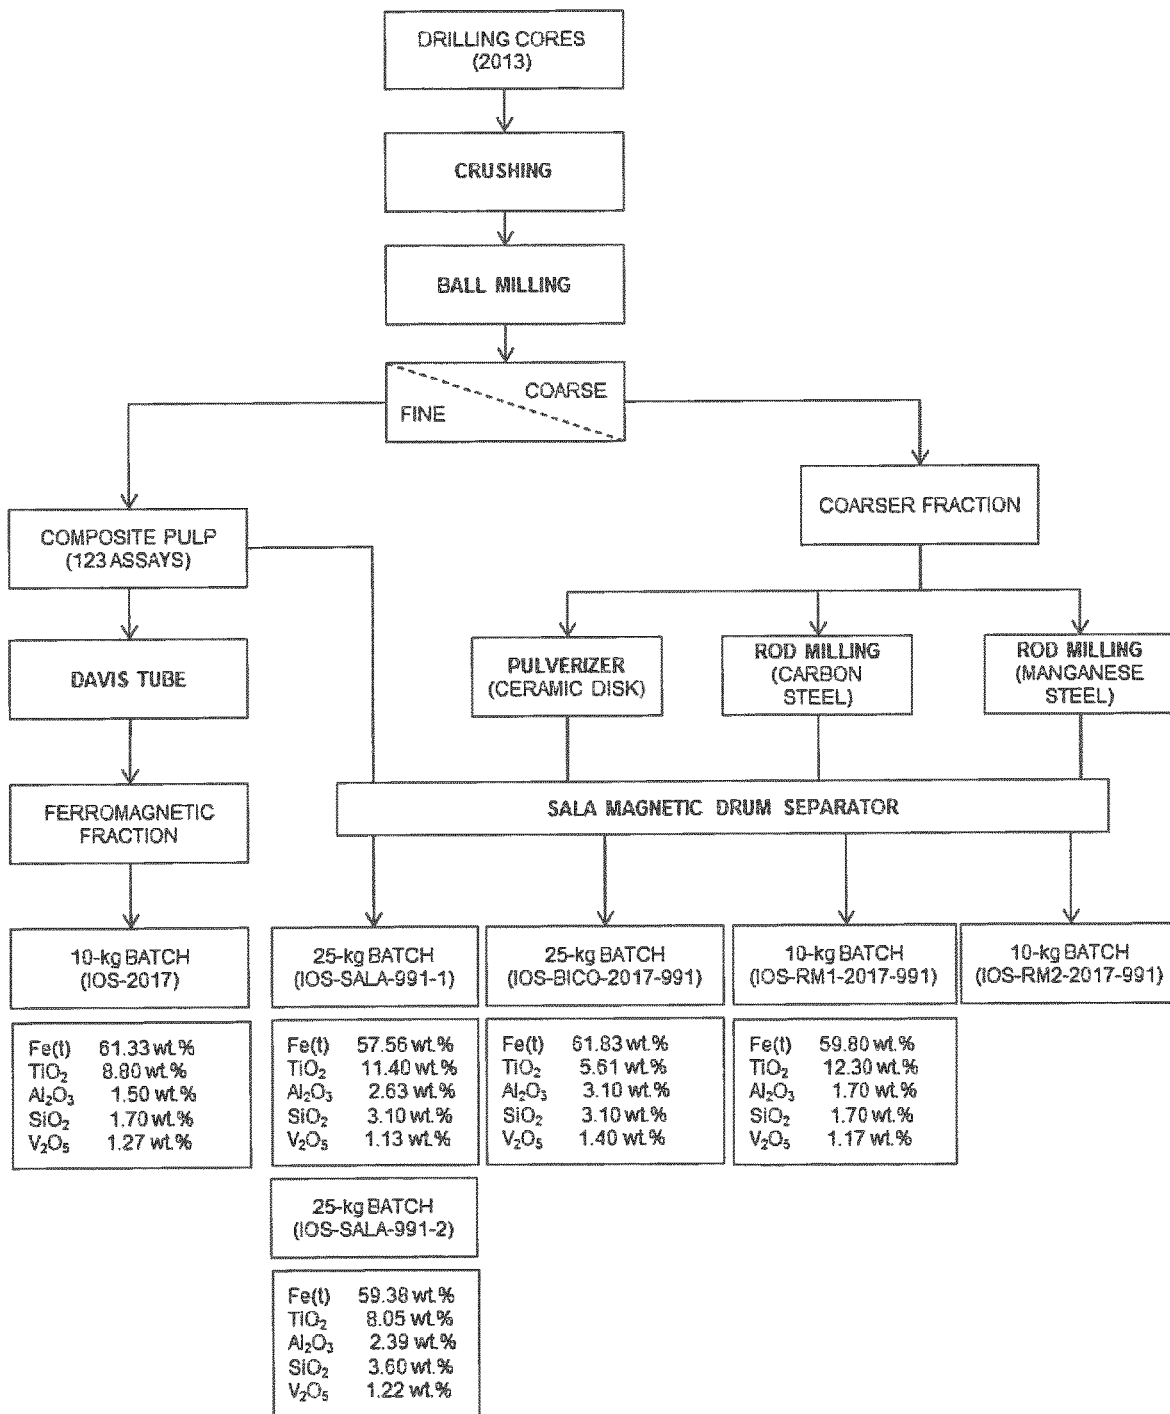 DRILLING CORES
(2013)
CRUSHING
BALL MILLING
COARSE
FINE
COARSER FRACTION
COMPOSITE PULP
(123 ASSAYS)
PULVERIZER
(CERAMIC DISK)
ROD MILLING
(CARBON
STEEL)
ROD MILLING
(MANGANESE
STEEL)
DAVIS TUBE
SALA MAGNETIC DRUM SEPARATOR
FERROMAGNETIC
FRACTION
10-kg BATCH
(IOS-2017)
Fe(t) 61.33 wt.%
TiO₂ 8.80 wt.%
Al₂O₃ 1.50 wt.%
SiO₂ 1.70 wt.%
V₂O₅ 1.27 wt.%
25-kg BATCH
(IOS-SALA-991-1)
Fe(t) 57.56 wt.%
TiO₂ 11.40 wt.%
Al₂O₃ 2.63 wt.%
SiO₂ 3.10 wt.%
V₂O₅ 1.13 wt.%
25-kg BATCH
(IOS-BICO-2017-991)
Fe(t) 61.83 wt.%
TiO₂ 5.61 wt.%
Al₂O₃ 3.10 wt.%
SiO₂ 3.10 wt.%
V₂O₅ 1.40 wt.%
10-kg BATCH
(IOS-RM1-2017-991)
Fe(t) 59.80 wt.%
TiO₂ 12.30 wt.%
Al₂O₃ 1.70 wt.%
SiO₂ 1.70 wt.%
V₂O₅ 1.17 wt.%
10-kg BATCH
(IOS-RM2-2017-991)
25-kg BATCH
(IOS-SALA-991-2)
Fe(t) 59.38 wt.%
TiO₂ 8.05 wt.%
Al₂O₃ 2.39 wt.%
SiO₂ 3.60 wt.%
V₂O₅ 1.22 wt.%